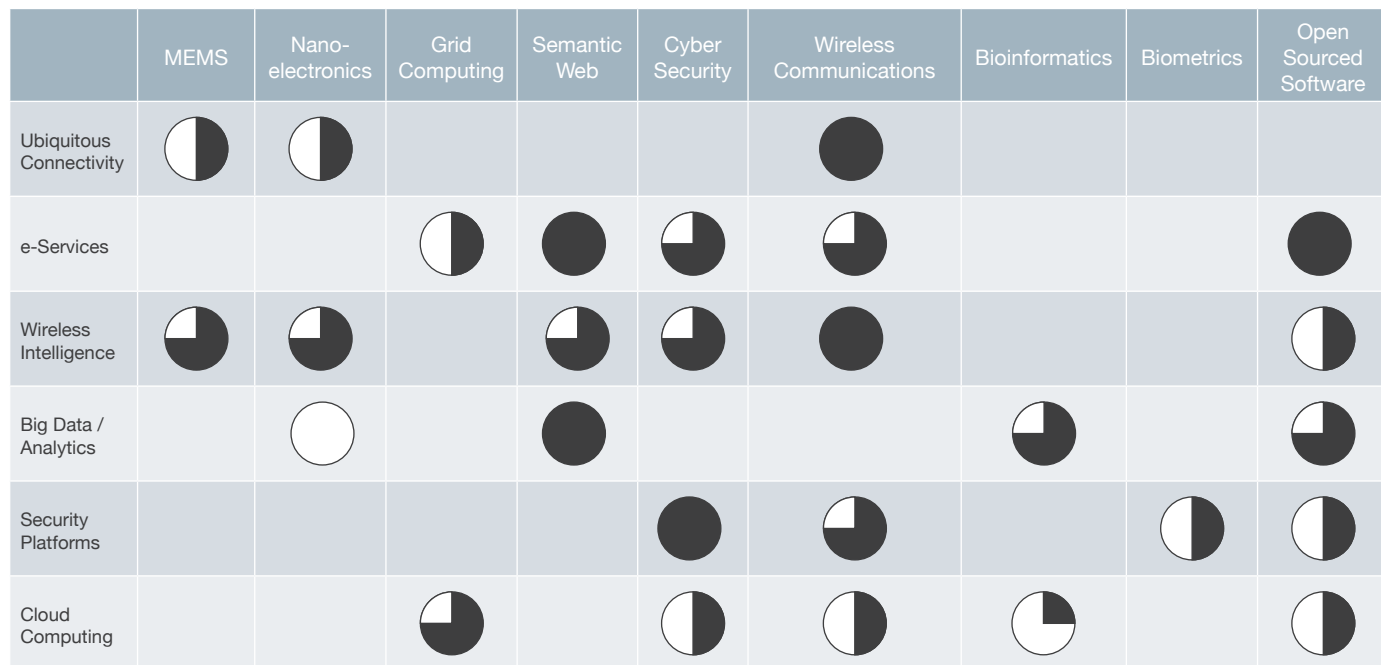 MEMS
Nano-
electronics
Grid
Computing
Semantic
Web
Cyber
Security
Wireless
Communications
Bioinformatics
Biometrics
Open
Sourced
Software
Ubiquitous
Connectivity
e-Services
Wireless
Intelligence
Big Data /
Analytics
Security
Platforms
Cloud
Computing